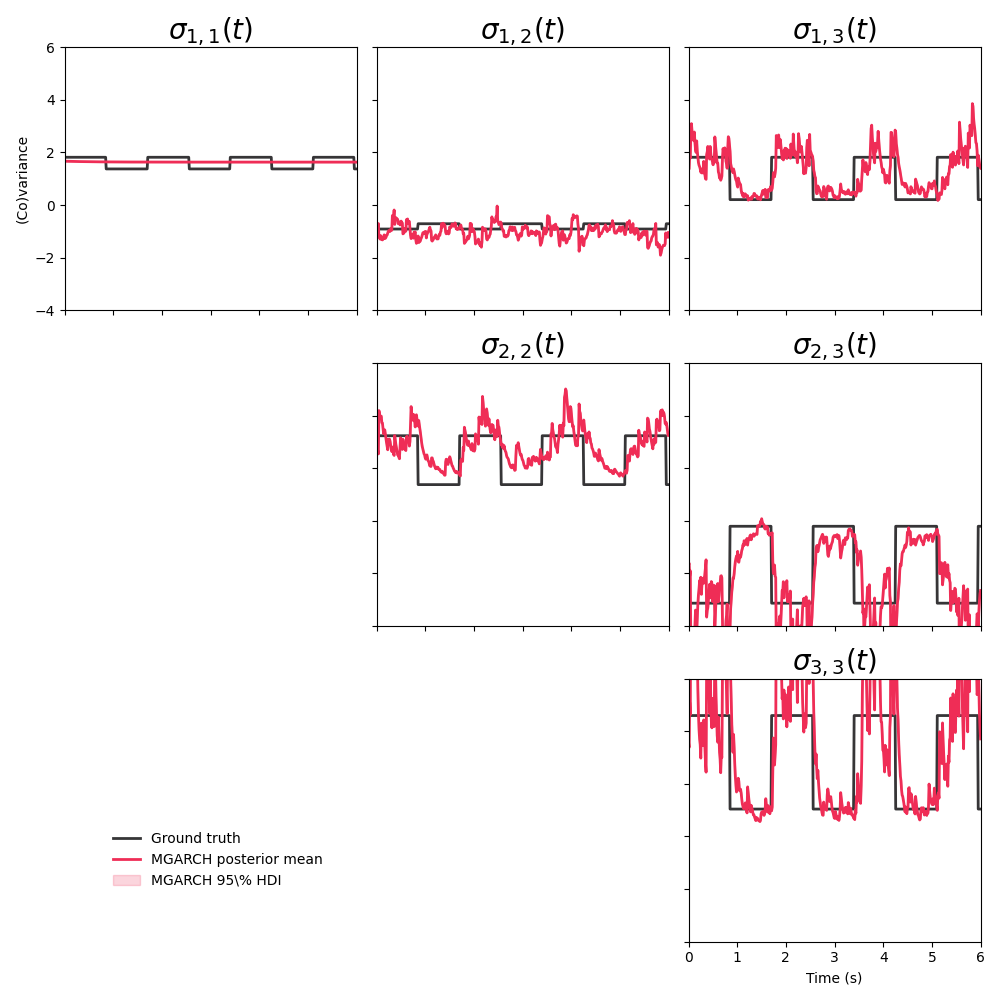 σ1,1(t)
σ1,2(t)
σ1,3(t)
6
4
2
0
−2
−4
(Co)variance
σ2,2(t)
σ2,3(t)
σ3,3(t)
Ground truth
MGARCH posterior mean
MGARCH 95\% HDI
0 1 2 3 4 5 6
Time (s)